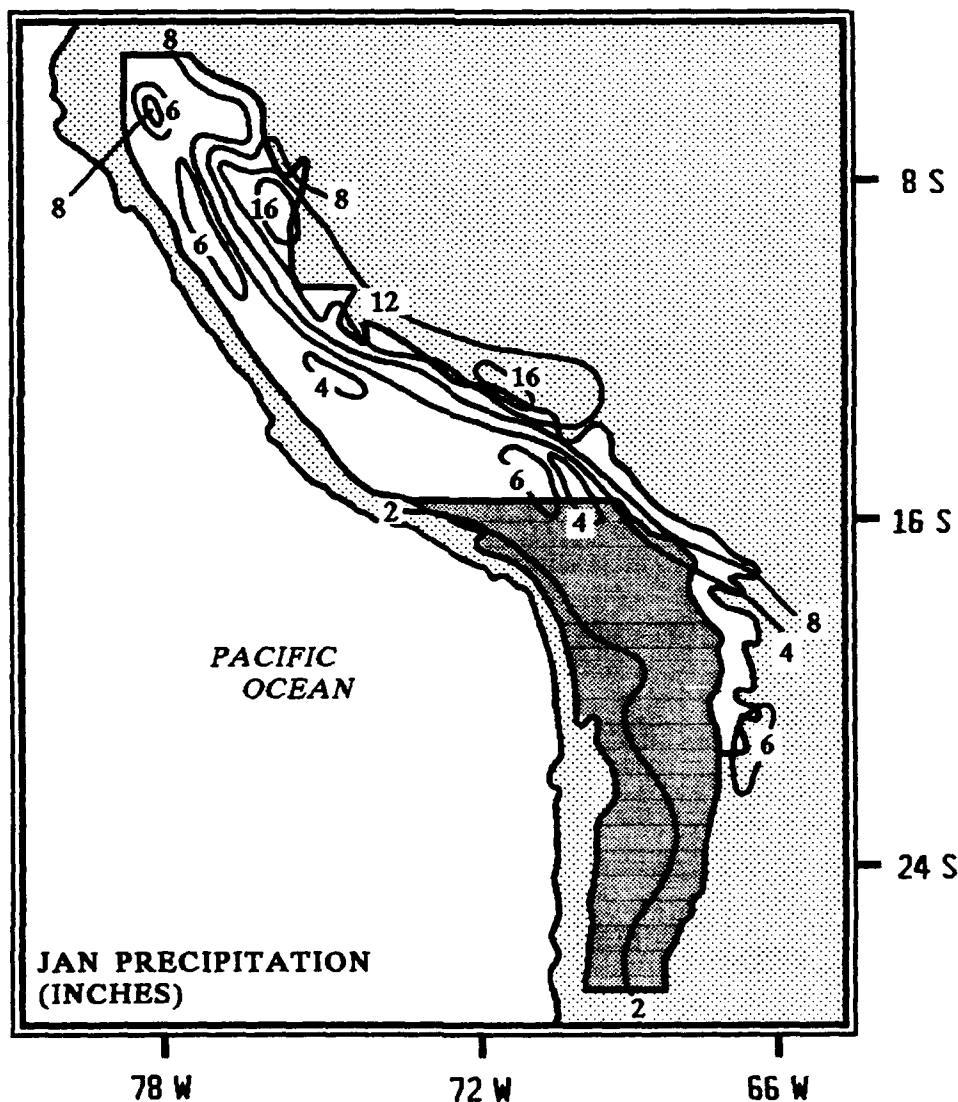 8
6
8 S
8
8
16
6
12
16
4
6
2
4
16 S
8
4
PACIFIC
OCEAN
6
24 S
JAN PRECIPITATION
(INCHES)
2
78 W
72 W
66 W